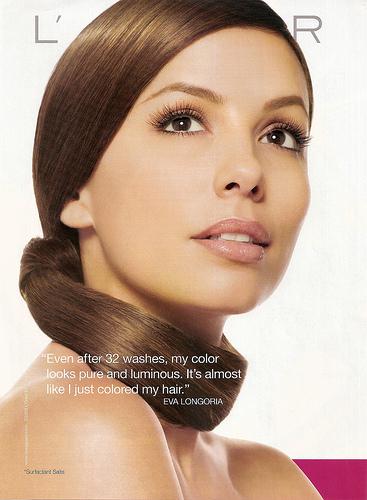 L' R
“Even after 32 washes, my color
looks pure and luminous. It's almost
like I just colored my hair.”
EVA LONGORIA
*Surfactant Salts